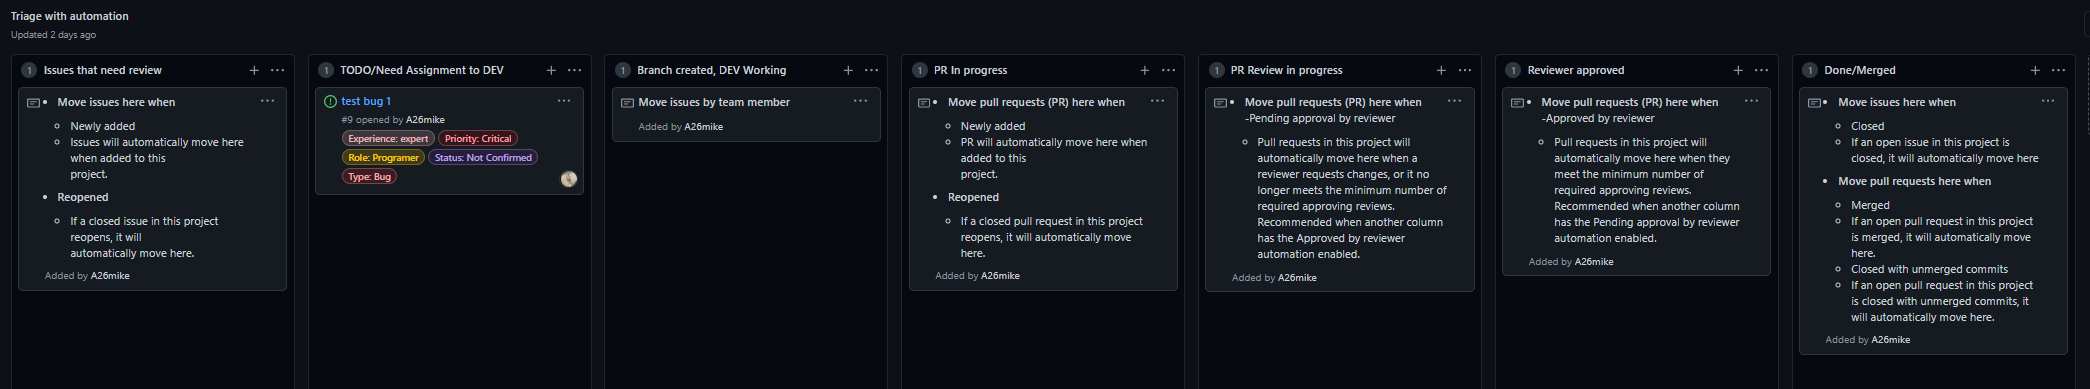 Triage with automation
Updated 2 days ago
1 Issues that need review
Move issues here when
Newly added
Issues will automatically move here
when added to this
project.
Reopened
If a closed issue in this project
reopens, it will
automatically move here.
Added by A26mike
1 TODO/Need Assignment to DEV
test bug 1
#9 opened by A26mike
Experience: expert Priority: Critical
Role: Programer Status: Not Confirmed
Type: Bug
1 Branch created, DEV Working
Move issues by team member
Added by A26mike
1 PR In progress
Move pull requests (PR) here when
Newly added
PR will automatically move here when
added to this
project.
Reopened
If a closed pull request in this project
reopens, it will automatically move
here.
Added by A26mike
1 PR Review in progress
Move pull requests (PR) here when
-Pending approval by reviewer
Pull requests in this project will
automatically move here when a
reviewer requests changes, or it no
longer meets the minimum number of
required approving reviews.
Recommended when another column
has the Approved by reviewer
automation enabled.
Added by A26mike
1 Reviewer approved
Move pull requests (PR) here when
-Approved by reviewer
Pull requests in this project will
automatically move here when they
meet the minimum number of
required approving reviews.
Recommended when another column
has the Pending approval by reviewer
automation enabled.
Added by A26mike
1 Done/Merged
Move issues here when
Closed
If an open issue in this project is
closed, it will automatically move here
Move pull requests here when
Merged
If an open pull request in this project
is merged, it will automatically move
here.
Closed with unmerged commits
If an open pull request in this project
is closed with unmerged commits, it
will automatically move here.
Added by A26mike